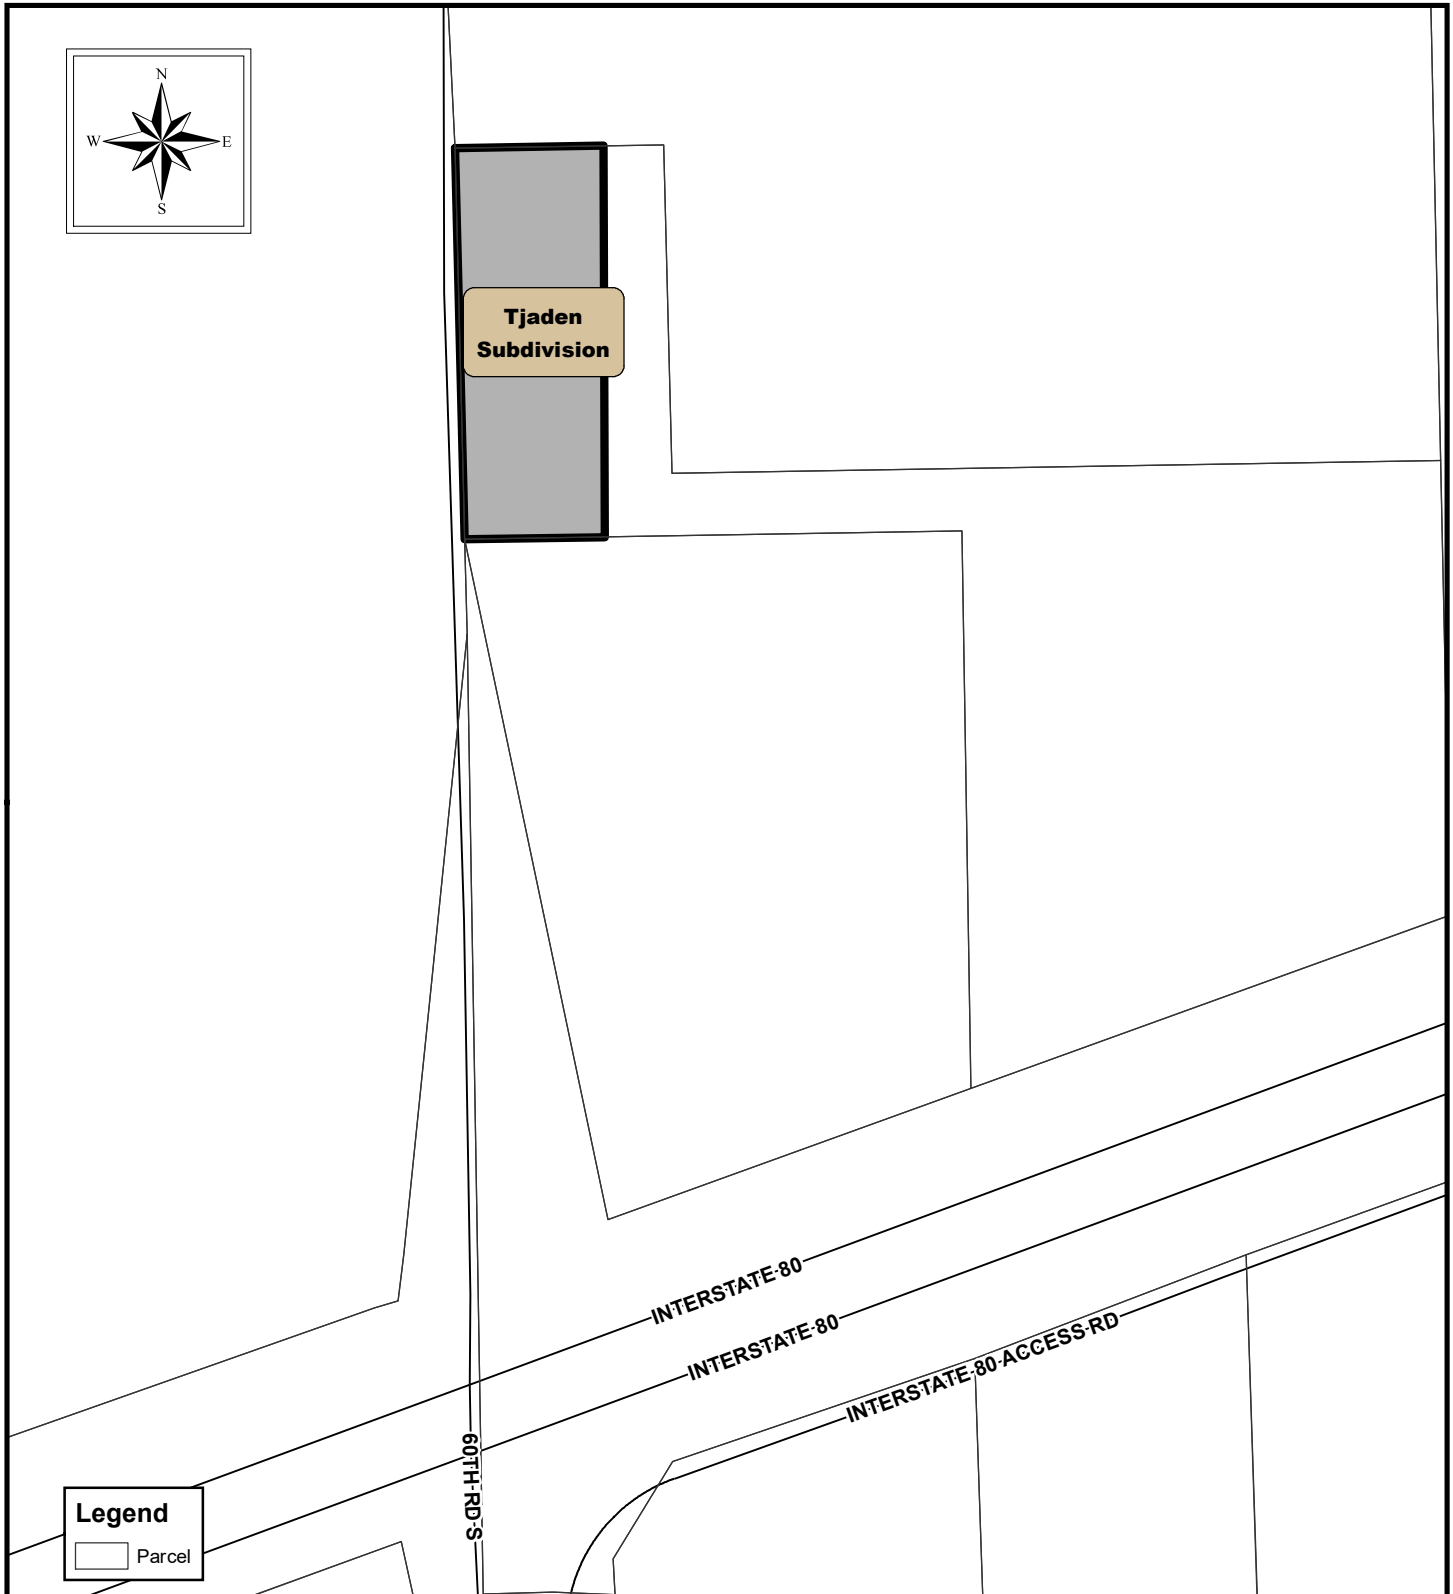 N
W E
S
Tjaden
Subdivision
INTERSTATE 80
INTERSTATE 80
INTERSTATE 80 ACCESS RD
60TH RD S
Legend
Parcel